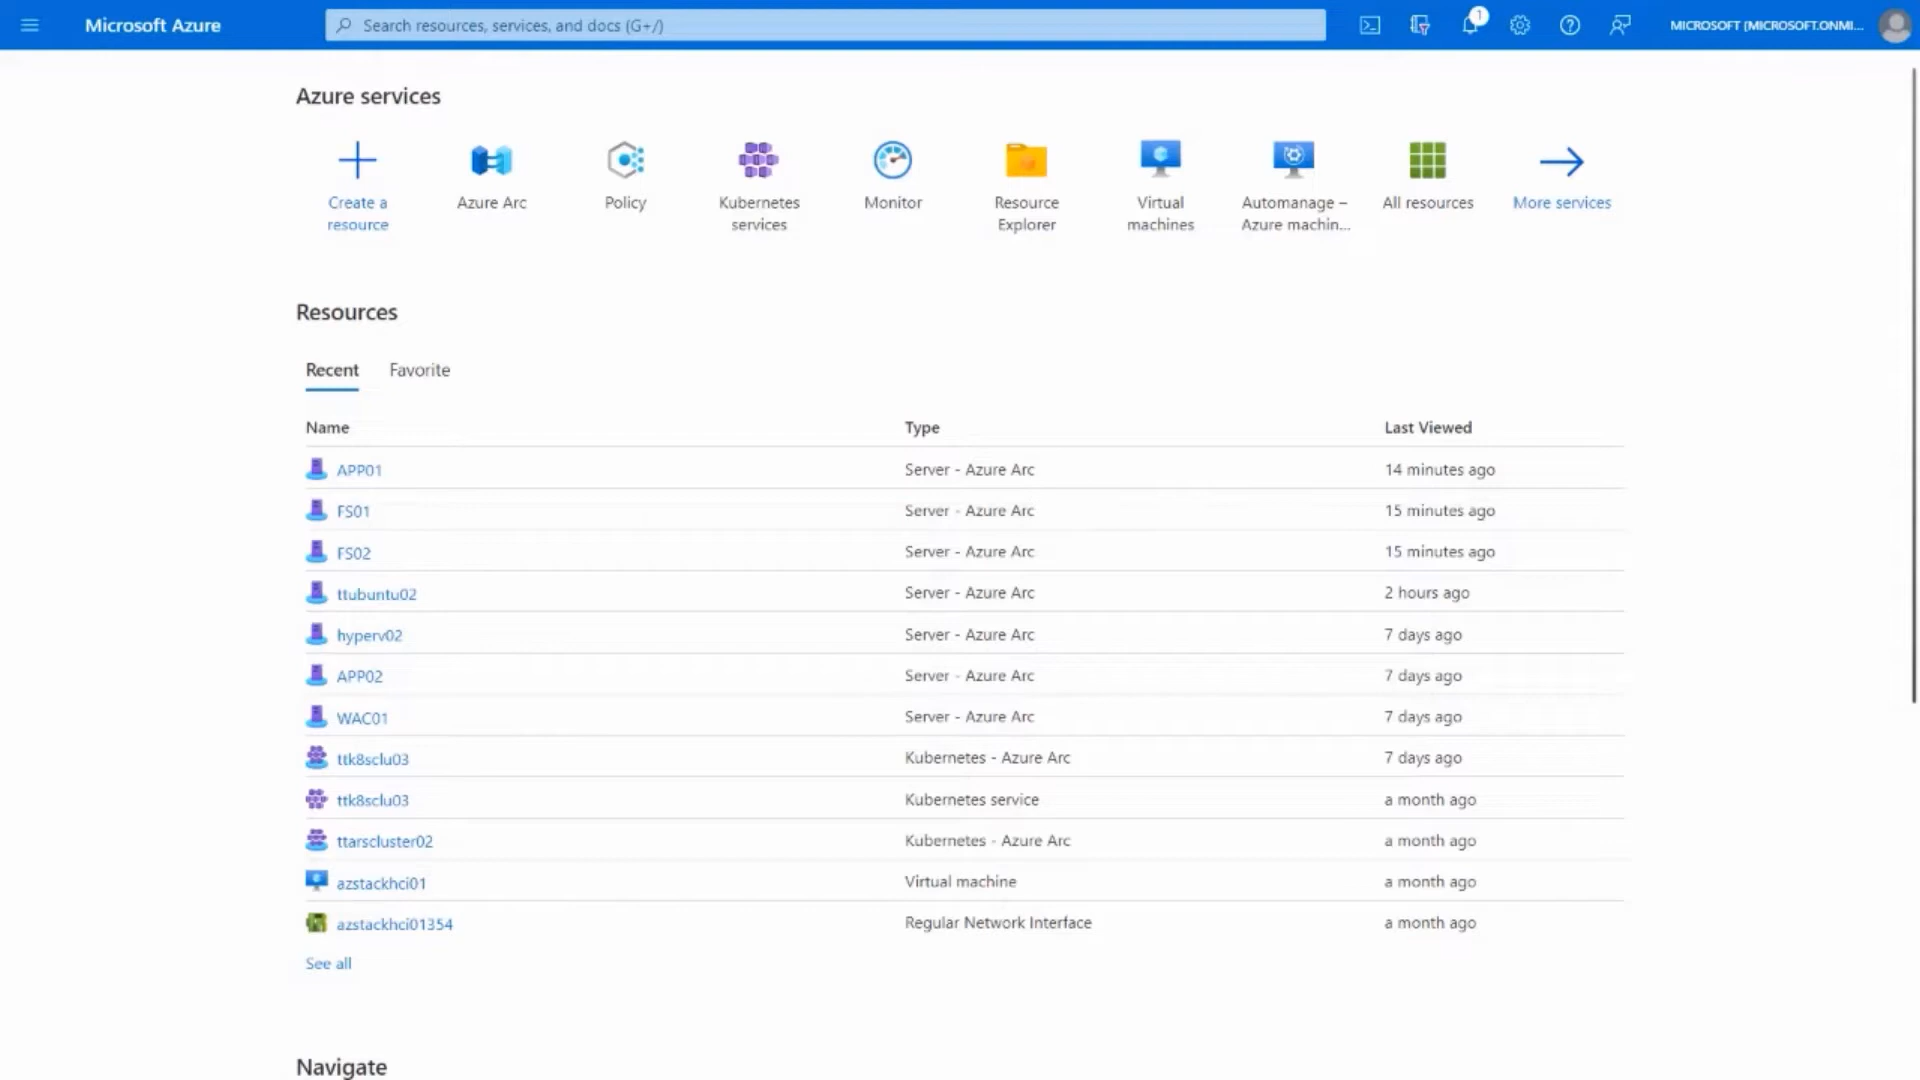 Microsoft Azure
Search resources, services, and docs (G+/)
1
MICROSOFT (MICROSOFT.ONMI...
Azure services
Create a resource
Azure Arc
Policy
Kubernetes services
Monitor
Resource Explorer
Virtual machines
Automanage – Azure machin...
All resources
More services
Resources
Recent Favorite
Name Type Last Viewed
APP01 Server - Azure Arc 14 minutes ago
FS01 Server - Azure Arc 15 minutes ago
FS02 Server - Azure Arc 15 minutes ago
ttubuntu02 Server - Azure Arc 2 hours ago
hyperv02 Server - Azure Arc 7 days ago
APP02 Server - Azure Arc 7 days ago
WAC01 Server - Azure Arc 7 days ago
ttk8sclu03 Kubernetes - Azure Arc 7 days ago
ttk8sclu03 Kubernetes service a month ago
ttarscluster02 Kubernetes - Azure Arc a month ago
azstackhci01 Virtual machine a month ago
azstackhci01354 Regular Network Interface a month ago
See all
Navigate